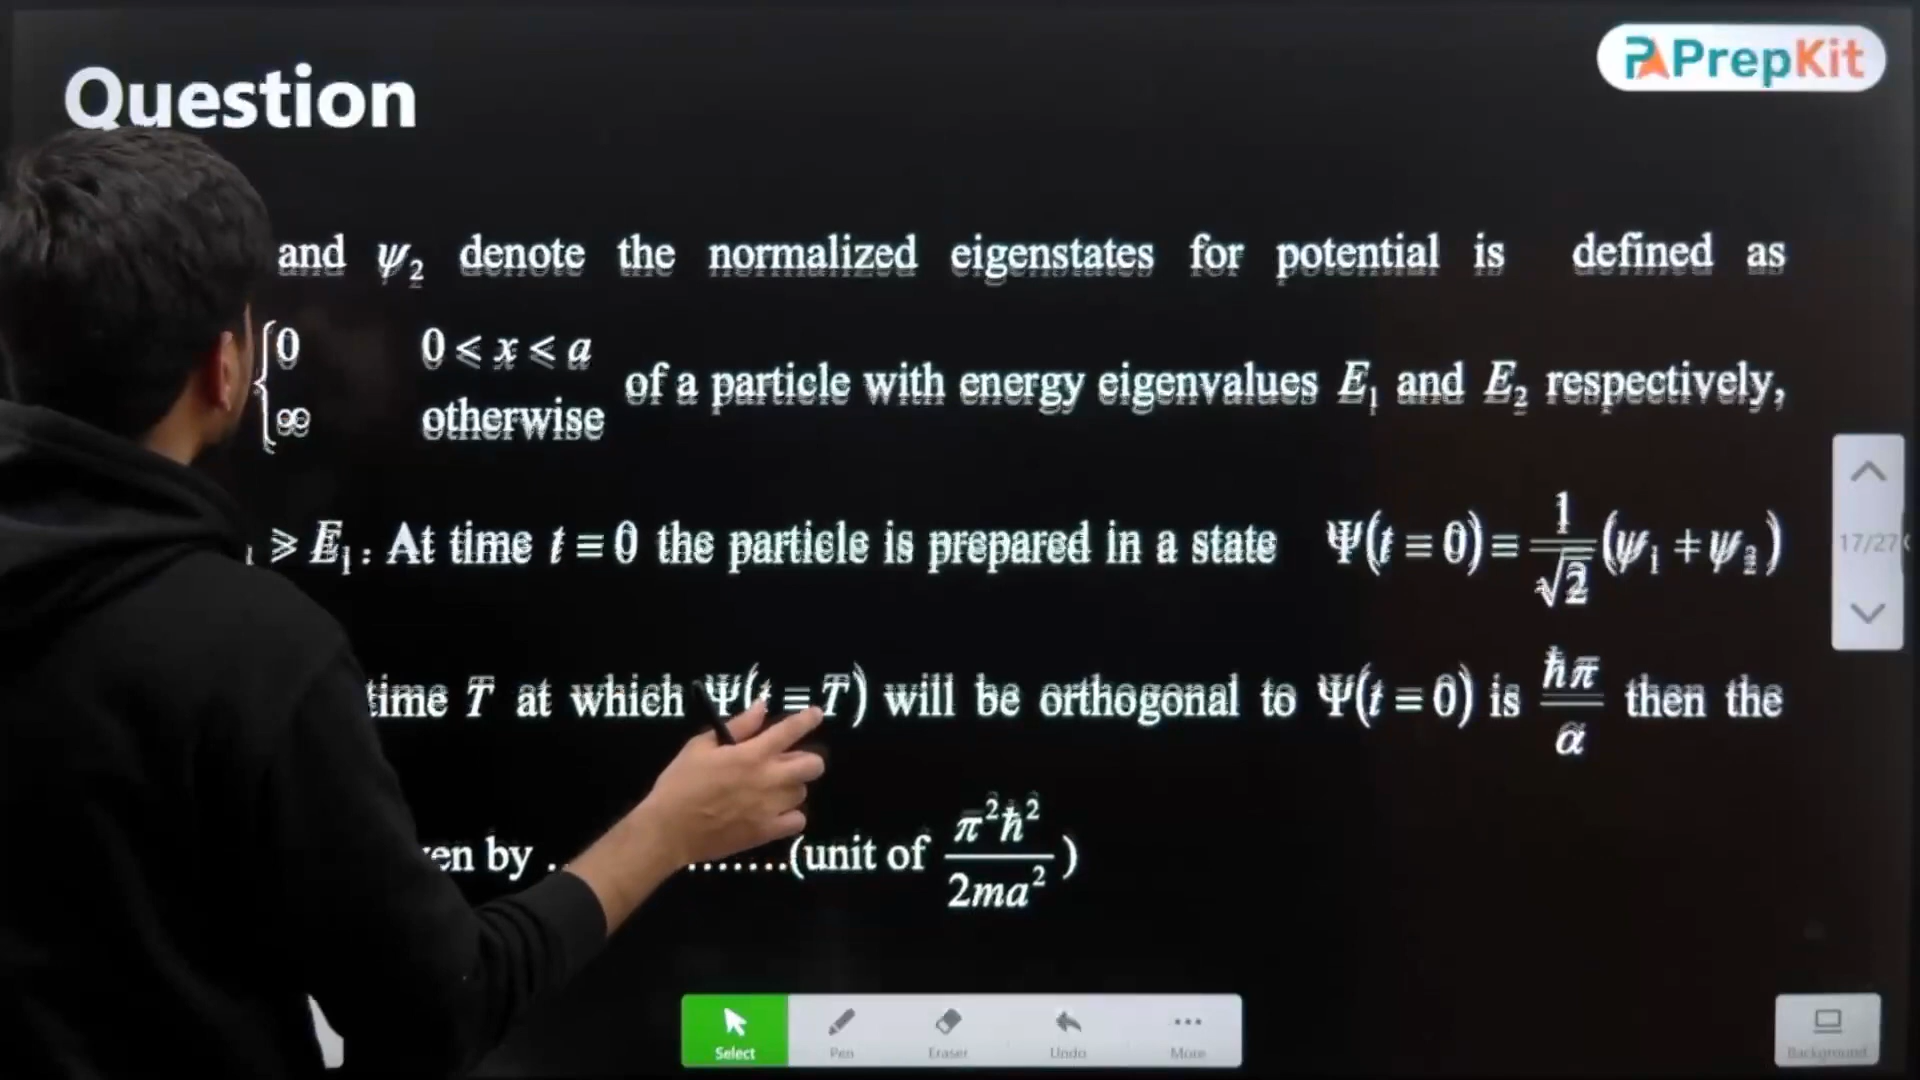 PrepKit
Question
and ψ₂ denote the normalized eigenstates for potential is defined as
{0 0 < x < a
∞ otherwise
of a particle with energy eigenvalues E₁ and E₂ respectively,
> E₁. At time t = 0 the particle is prepared in a state Ψ(t = 0) = 1/√2 (ψ₁ + ψ₂)
time T at which Ψ(t = T) will be orthogonal to Ψ(t = 0) is ħπ/α then the
en by .. .......(unit of π²ħ²/2ma²)
17/27
Select Pen Eraser Undo More
Background